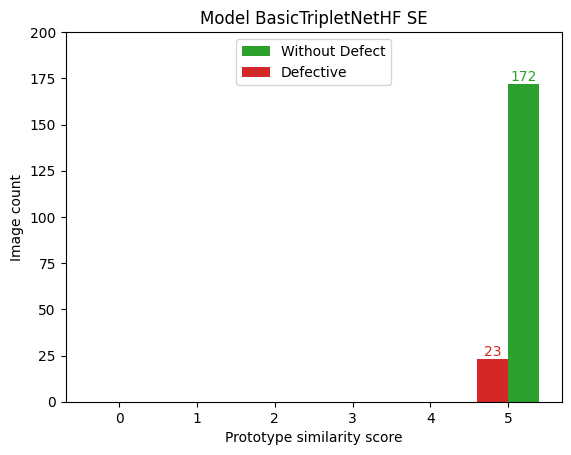 Model BasicTripletNetHF SE
200
175
150
125
100
75
50
25
0
Image count
Without Defect
Defective
172
23
0 1 2 3 4 5
Prototype similarity score